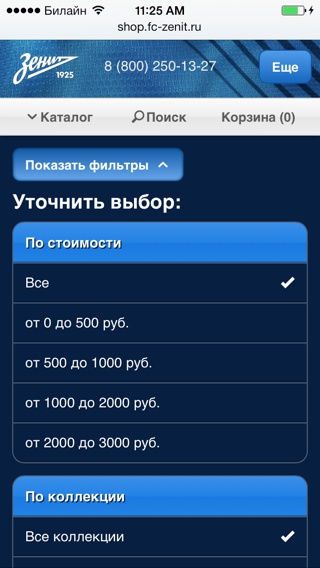 Билайн 11:25 AM
shop.fc-zenit.ru
Зенит
1925
8 (800) 250-13-27
Еще
Каталог Поиск Корзина (0)
Показать фильтры
Уточнить выбор:
По стоимости
Все
от 0 до 500 руб.
от 500 до 1000 руб.
от 1000 до 2000 руб.
от 2000 до 3000 руб.
По коллекции
Все коллекции